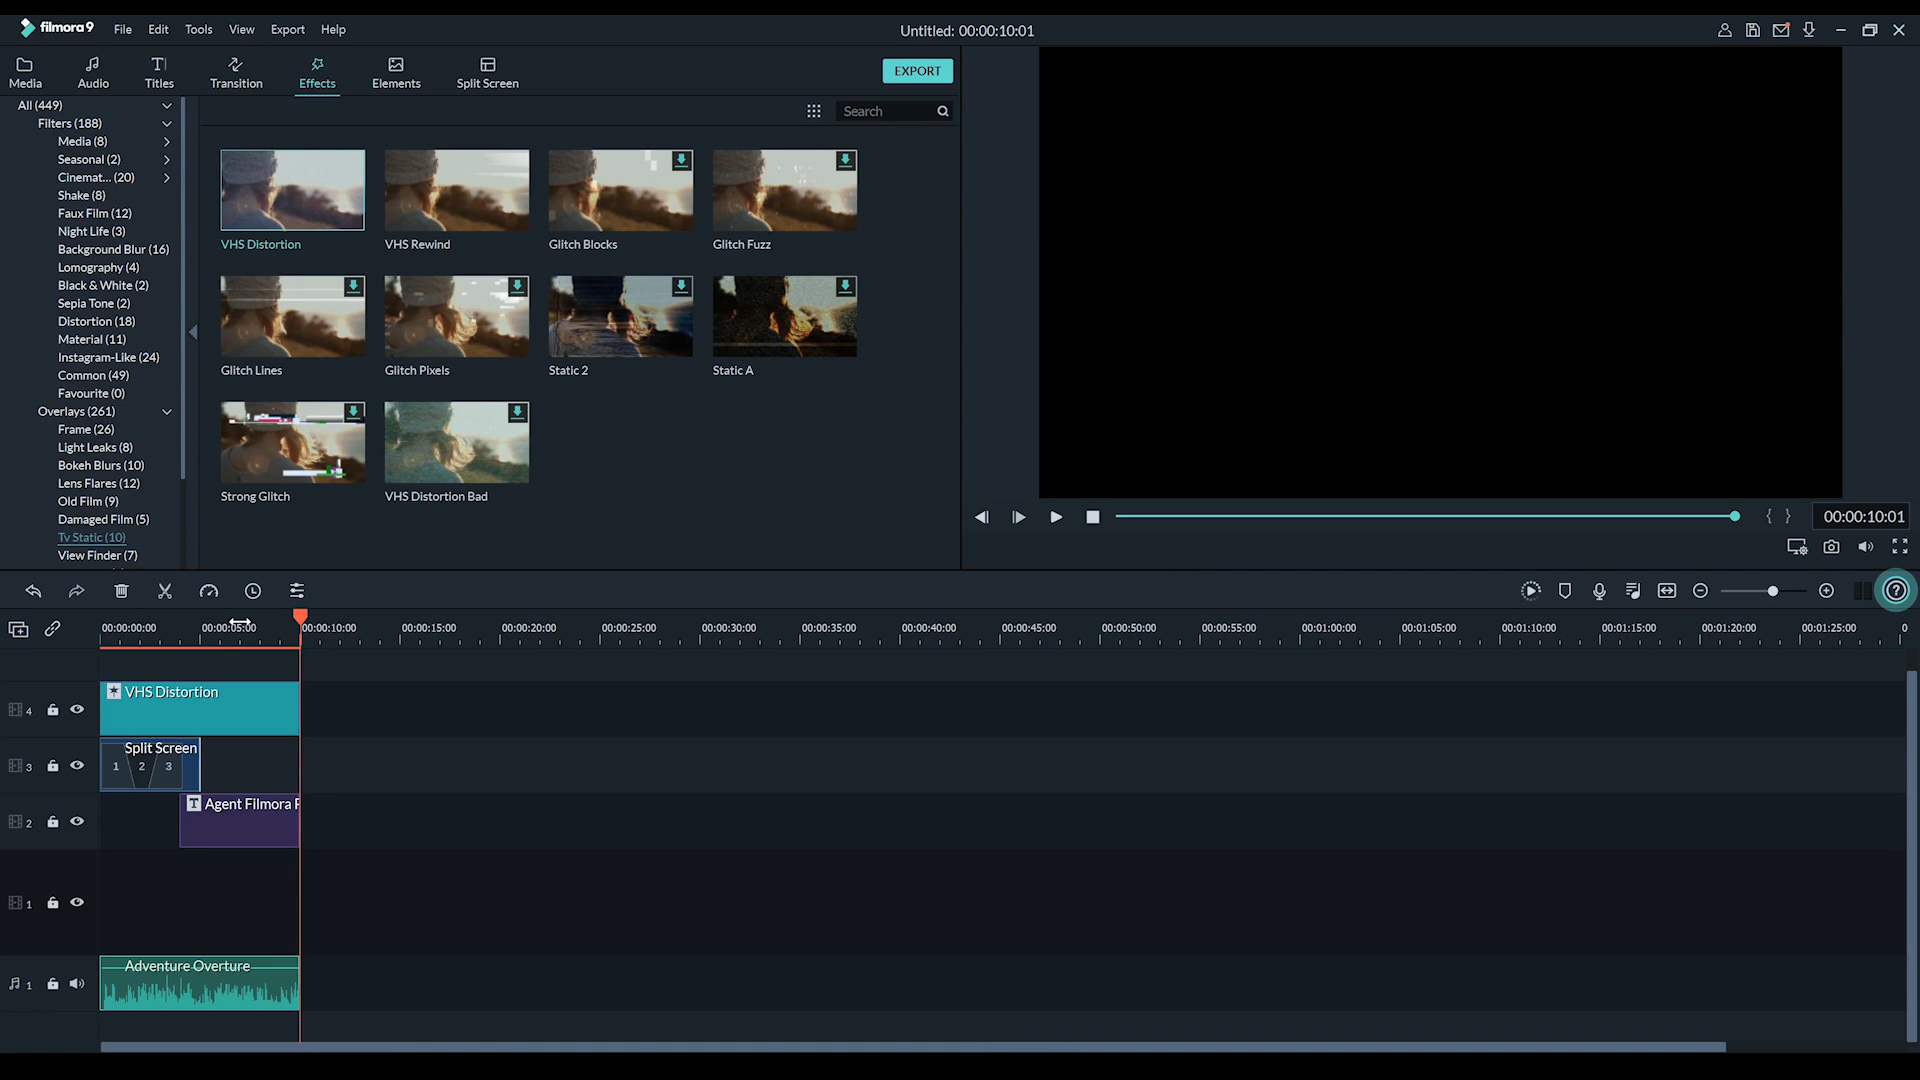 filmora 9
File Edit Tools View Export Help
Untitled: 00:00:10:01
Media Audio Titles Transition Effects Elements Split Screen
EXPORT
Search
All (449)
Filters (188)
Media (8)
Seasonal (2)
Cinemat... (20)
Shake (8)
Faux Film (12)
Night Life (3)
Background Blur (16)
Lomography (4)
Black & White (2)
Sepia Tone (2)
Distortion (18)
Material (11)
Instagram-Like (24)
Common (49)
Favourite (0)
Overlays (261)
Frame (26)
Light Leaks (8)
Bokeh Blurs (10)
Lens Flares (12)
Old Film (9)
Damaged Film (5)
Tv Static (10)
View Finder (7)
VHS Distortion VHS Rewind Glitch Blocks Glitch Fuzz
Glitch Lines Glitch Pixels Static 2 Static A
Strong Glitch VHS Distortion Bad
{ } 00:00:10:01
00:00:00:00 00:00:05:00 00:00:10:00 00:00:15:00 00:00:20:00 00:00:25:00 00:00:30:00 00:00:35:00 00:00:40:00 00:00:45:00 00:00:50:00 00:00:55:00 00:01:00:00 00:01:05:00 00:01:10:00 00:01:15:00 00:01:20:00 00:01:25:00 0
4 VHS Distortion
3 Split Screen
1 2 3
2 T Agent Filmora F
1
1 Adventure Overture